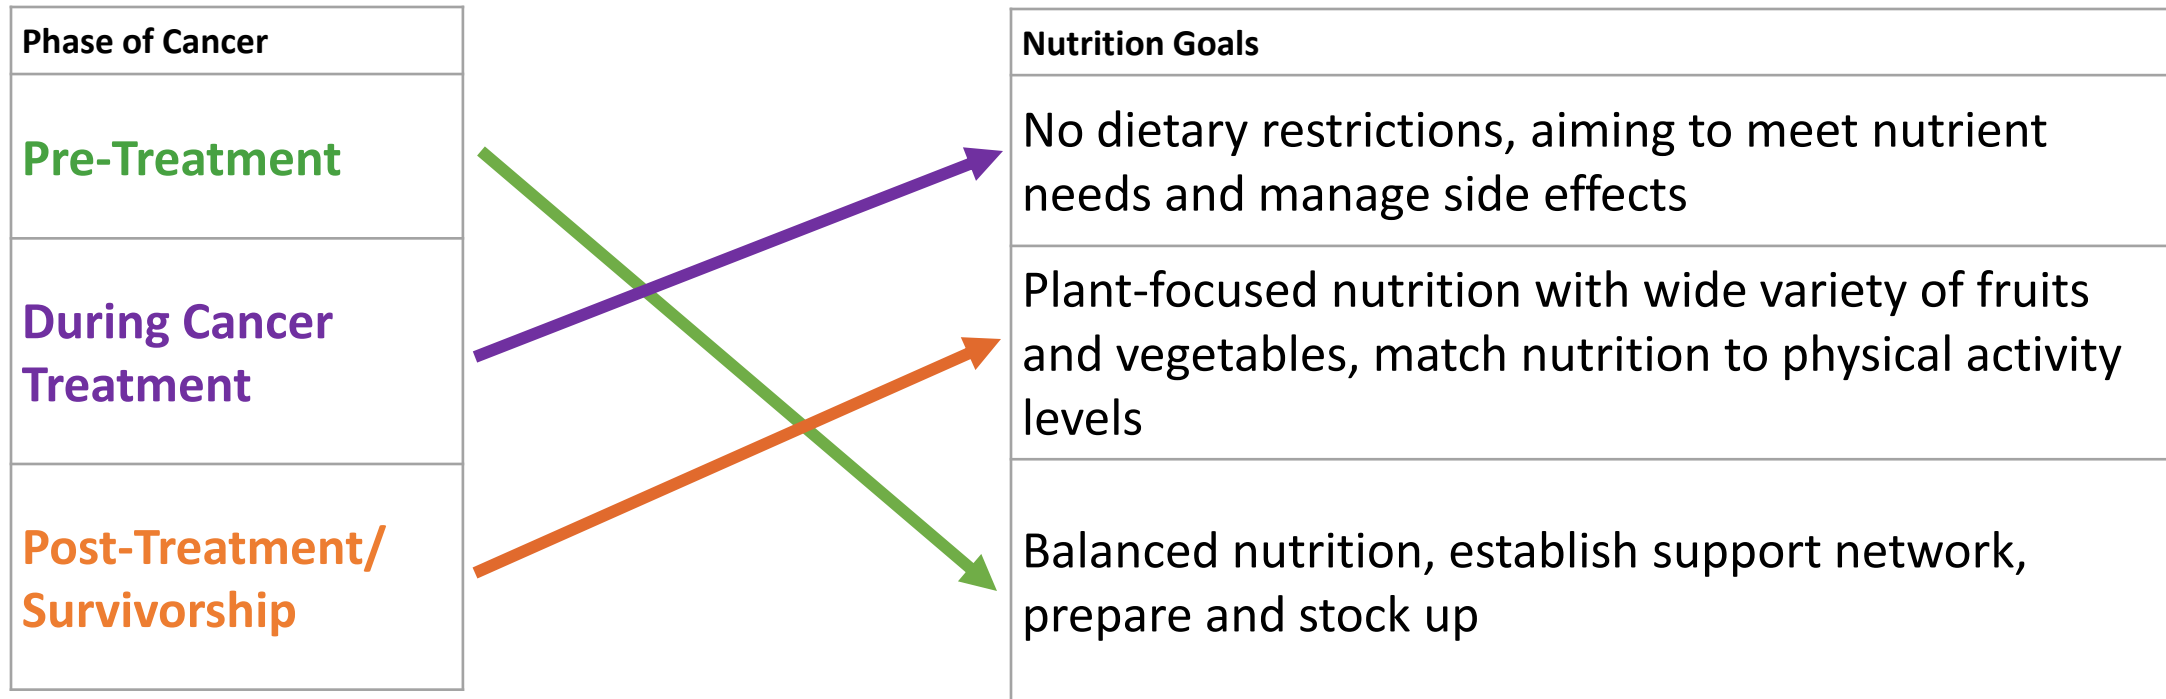 Phase of Cancer
Pre-Treatment
During Cancer
Treatment
Post-Treatment/
Survivorship
Nutrition Goals
No dietary restrictions, aiming to meet nutrient
needs and manage side effects
Plant-focused nutrition with wide variety of fruits
and vegetables, match nutrition to physical activity
levels
Balanced nutrition, establish support network,
prepare and stock up